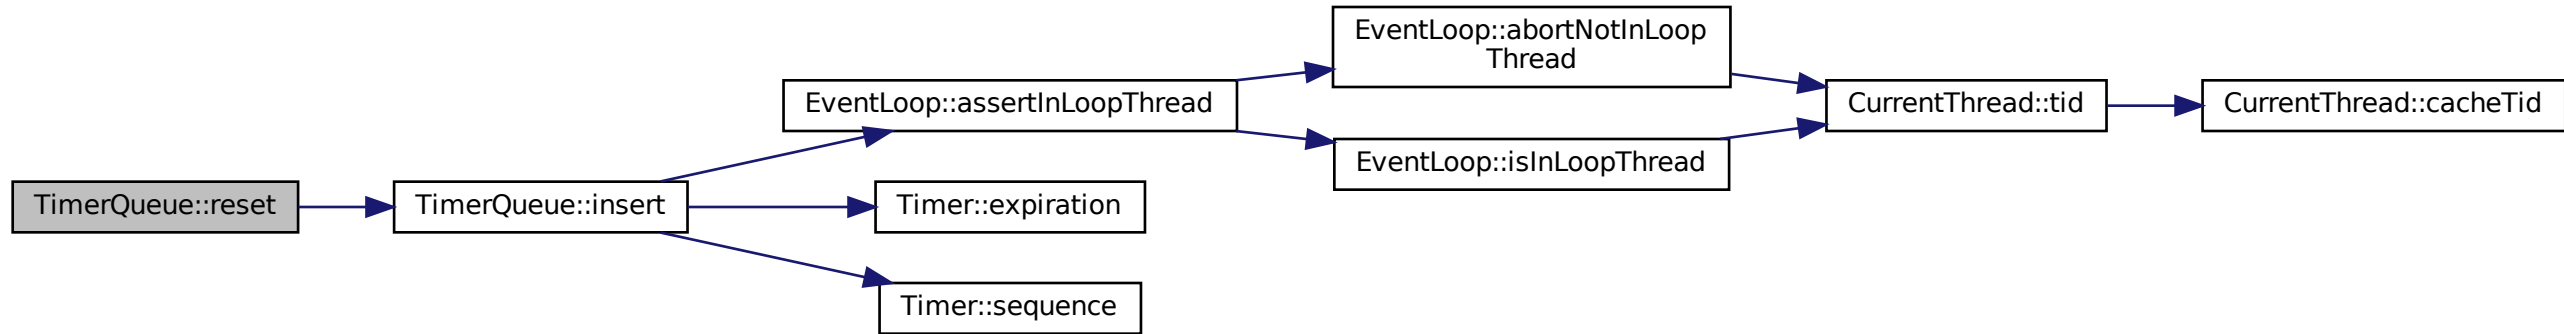 TimerQueue::reset
TimerQueue::insert
EventLoop::assertInLoopThread
Timer::expiration
Timer::sequence
EventLoop::abortNotInLoop
Thread
EventLoop::isInLoopThread
CurrentThread::tid
CurrentThread::cacheTid